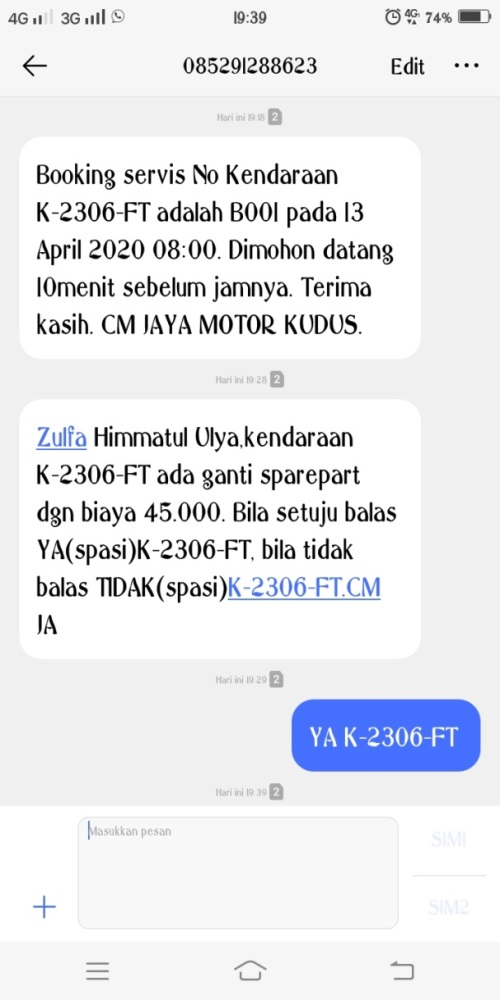 4G 3G 19:39 4G 74%
085291288623 Edit
Hari ini 19:18 2
Booking servis No Kendaraan
K-2306-FT adalah B001 pada 13
April 2020 08:00. Dimohon datang
10menit sebelum jamnya. Terima
kasih. CM JAYA MOTOR KUDUS.
Hari ini 19:28 2
Zulfa Himmatul Ulya,kendaraan
K-2306-FT ada ganti sparepart
dgn biaya 45.000. Bila setuju balas
YA(spasi)K-2306-FT, bila tidak
balas TIDAK(spasi)K-2306-FT.CM
JA
Hari ini 19:29 2
YA K-2306-FT
Hari ini 19:39 2
Masukkan pesan
SIM1
SIM2